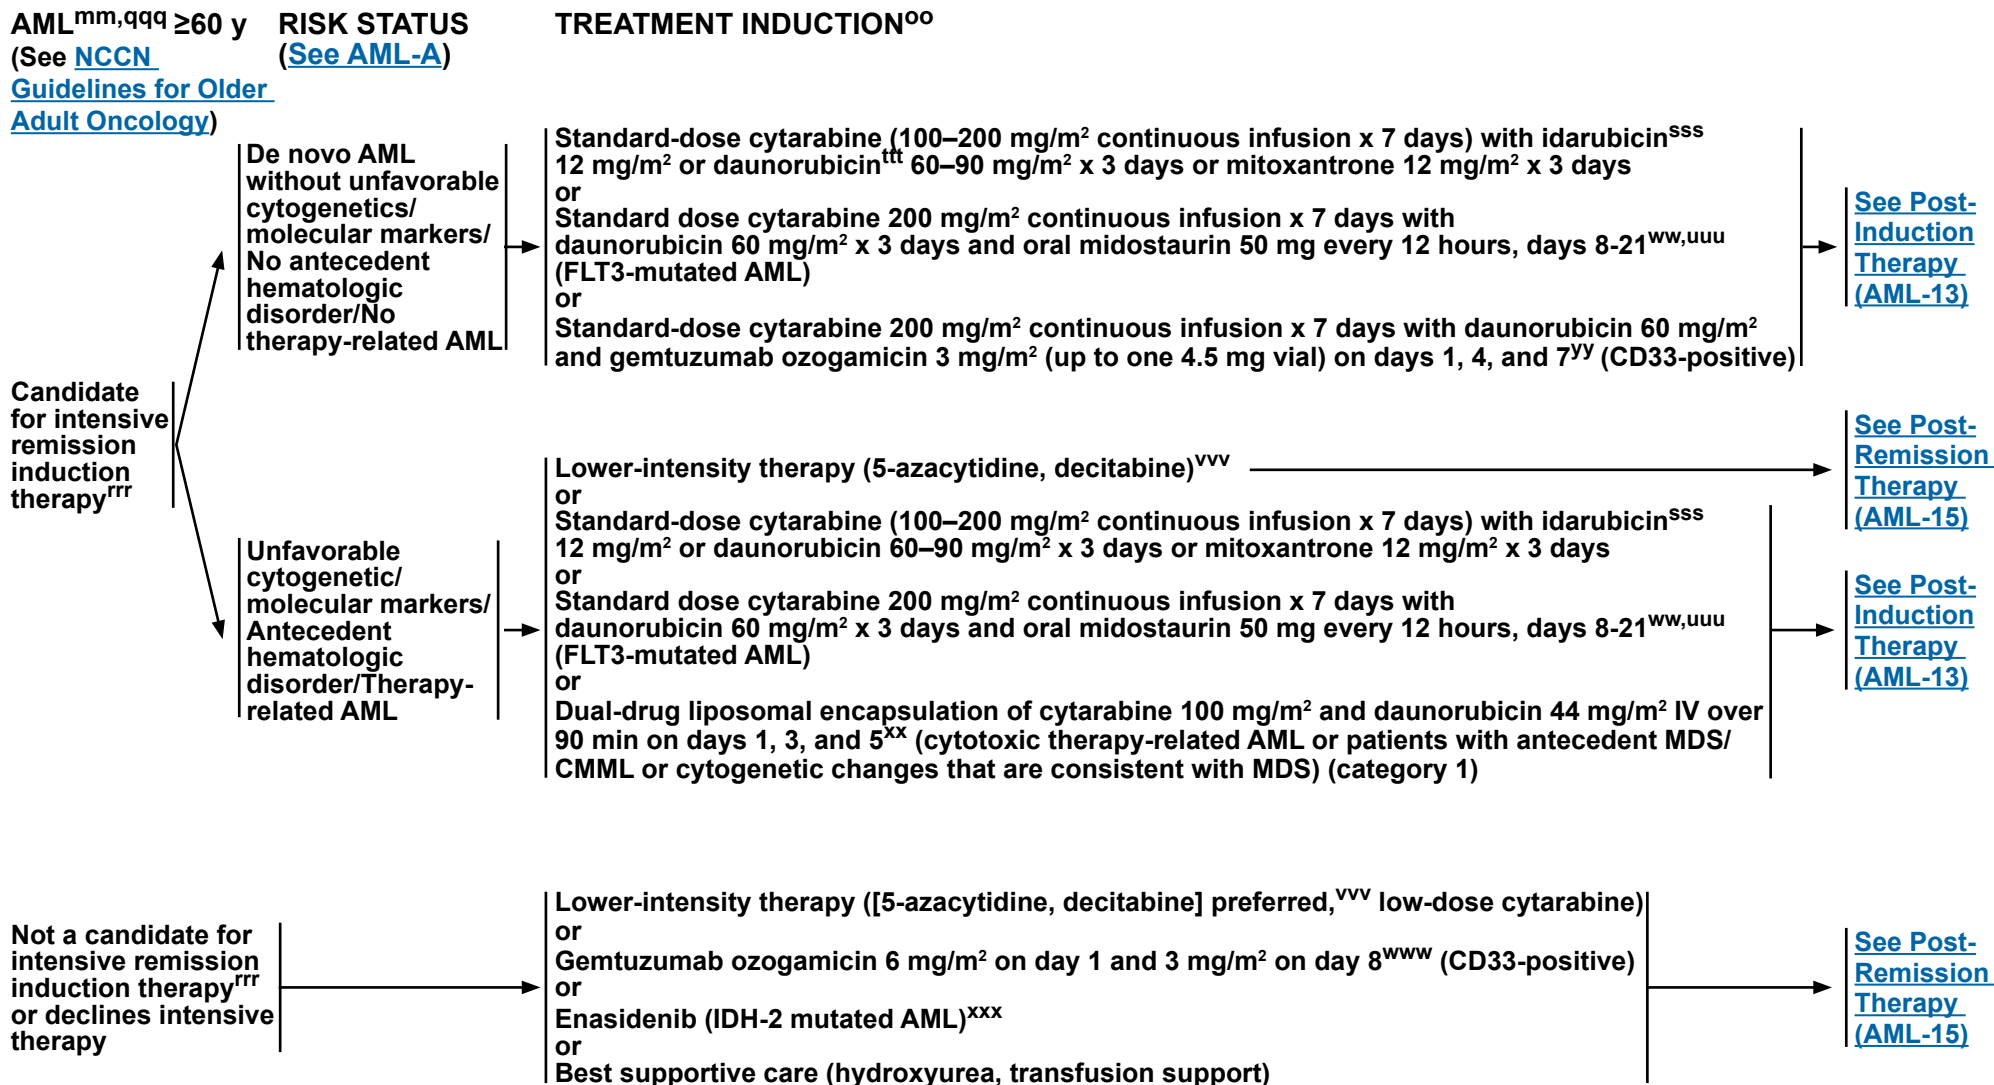 AMLmm,qqq ≥60 y
(See NCCN
Guidelines for Older
Adult Oncology)
RISK STATUS
(See AML-A)
TREATMENT INDUCTIONoo
Candidate
for intensive
remission
induction
therapyrrr
De novo AML
without unfavorable
cytogenetics/
molecular markers/
No antecedent
hematologic
disorder/No
therapy-related AML
Standard-dose cytarabine (100–200 mg/m² continuous infusion x 7 days) with idarubicinsss
12 mg/m² or daunorubicinttt 60–90 mg/m² x 3 days or mitoxantrone 12 mg/m² x 3 days
or
Standard dose cytarabine 200 mg/m² continuous infusion x 7 days with
daunorubicin 60 mg/m² x 3 days and oral midostaurin 50 mg every 12 hours, days 8-21ww,uuu
(FLT3-mutated AML)
or
Standard-dose cytarabine 200 mg/m² continuous infusion x 7 days with daunorubicin 60 mg/m²
and gemtuzumab ozogamicin 3 mg/m² (up to one 4.5 mg vial) on days 1, 4, and 7yy (CD33-positive)
See Post-
Induction
Therapy
(AML-13)
Unfavorable
cytogenetic/
molecular markers/
Antecedent
hematologic
disorder/Therapy-
related AML
Lower-intensity therapy (5-azacytidine, decitabine)vvv
or
Standard-dose cytarabine (100–200 mg/m² continuous infusion x 7 days) with idarubicinsss
12 mg/m² or daunorubicin 60–90 mg/m² x 3 days or mitoxantrone 12 mg/m² x 3 days
or
Standard dose cytarabine 200 mg/m² continuous infusion x 7 days with
daunorubicin 60 mg/m² x 3 days and oral midostaurin 50 mg every 12 hours, days 8-21ww,uuu
(FLT3-mutated AML)
or
Dual-drug liposomal encapsulation of cytarabine 100 mg/m² and daunorubicin 44 mg/m² IV over
90 min on days 1, 3, and 5xx (cytotoxic therapy-related AML or patients with antecedent MDS/
CMML or cytogenetic changes that are consistent with MDS) (category 1)
See Post-
Remission
Therapy
(AML-15)
See Post-
Induction
Therapy
(AML-13)
Not a candidate for
intensive remission
induction therapyrrr
or declines intensive
therapy
Lower-intensity therapy ([5-azacytidine, decitabine] preferred,vvv low-dose cytarabine)
or
Gemtuzumab ozogamicin 6 mg/m² on day 1 and 3 mg/m² on day 8www (CD33-positive)
or
Enasidenib (IDH-2 mutated AML)xxx
or
Best supportive care (hydroxyurea, transfusion support)
See Post-
Remission
Therapy
(AML-15)